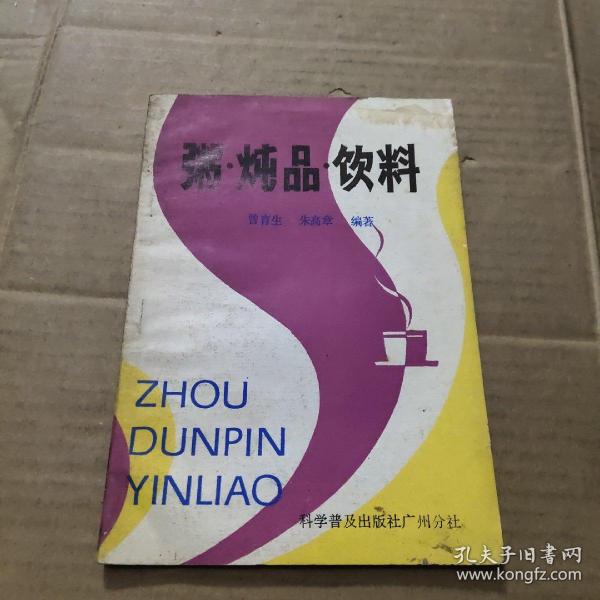 粥·炖品·饮料
曾育生 朱高章 编著
ZHOU
DUNPIN
YINLIAO
科学普及出版社广州分社
孔夫子旧书网
www.kongfz.com